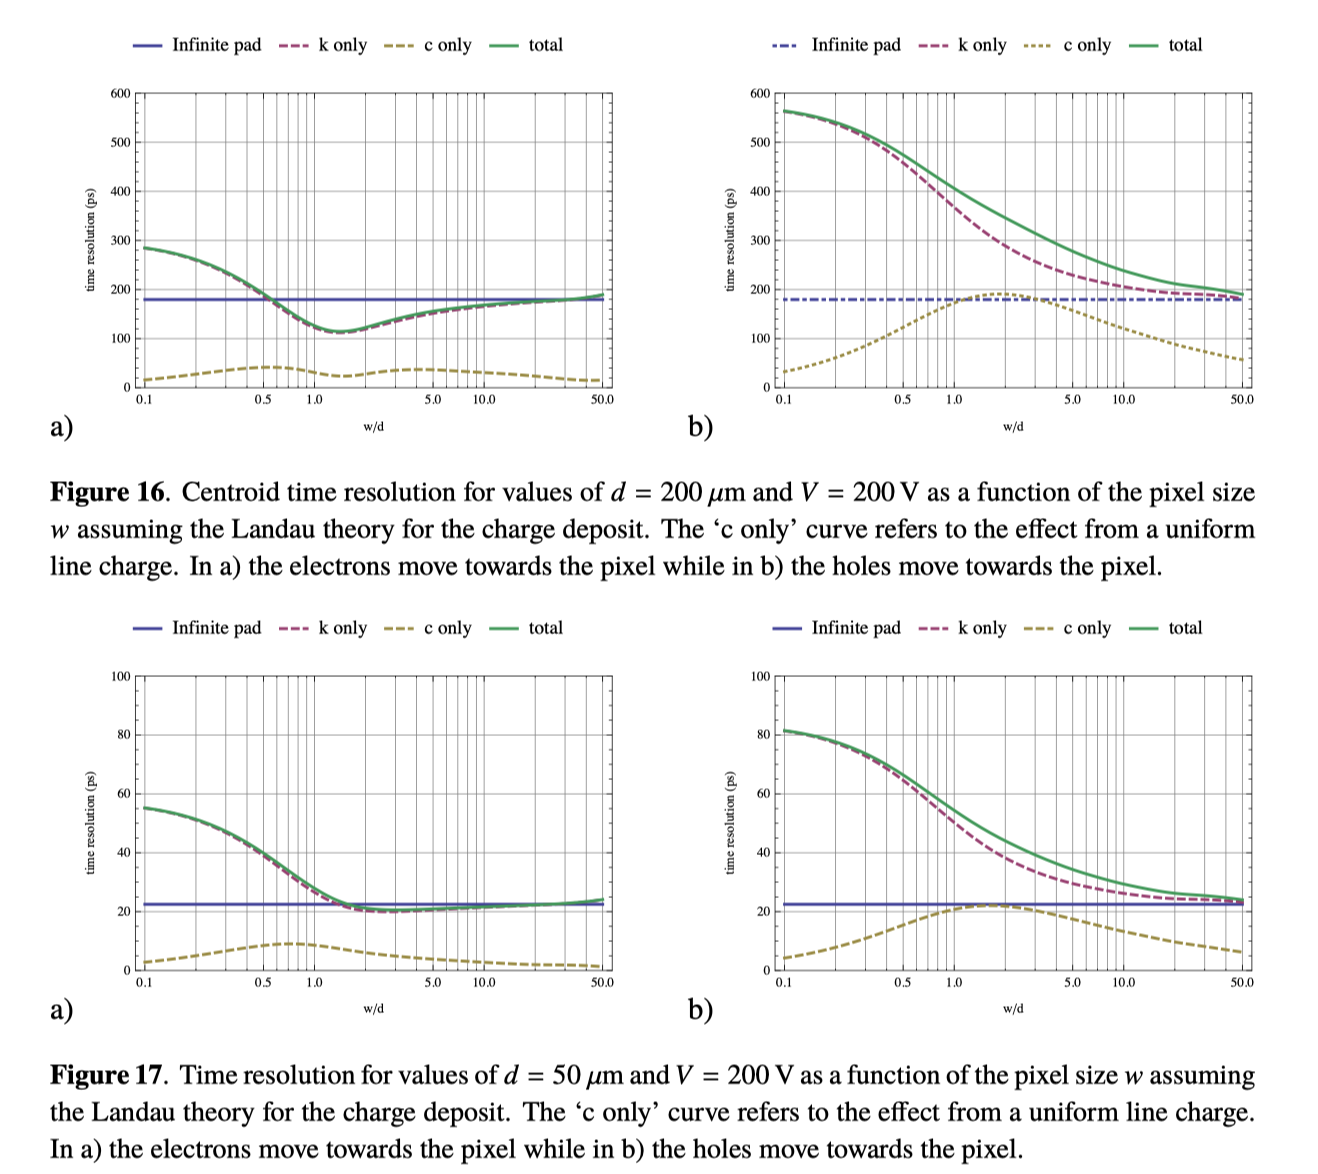 Infinite pad k only c only total
Infinite pad k only c only total
600
500
400
300
200
100
0
time resolution (ps)
0.1 0.5 1.0 5.0 10.0 50.0
w/d
a)
600
500
400
300
200
100
0
time resolution (ps)
0.1 0.5 1.0 5.0 10.0 50.0
w/d
b)
Figure 16. Centroid time resolution for values of d = 200 μm and V = 200 V as a function of the pixel size
w assuming the Landau theory for the charge deposit. The ‘c only’ curve refers to the effect from a uniform
line charge. In a) the electrons move towards the pixel while in b) the holes move towards the pixel.
Infinite pad k only c only total
Infinite pad k only c only total
100
80
60
40
20
0
time resolution (ps)
0.1 0.5 1.0 5.0 10.0 50.0
w/d
a)
100
80
60
40
20
0
time resolution (ps)
0.1 0.5 1.0 5.0 10.0 50.0
w/d
b)
Figure 17. Time resolution for values of d = 50 μm and V = 200 V as a function of the pixel size w assuming
the Landau theory for the charge deposit. The ‘c only’ curve refers to the effect from a uniform line charge.
In a) the electrons move towards the pixel while in b) the holes move towards the pixel.